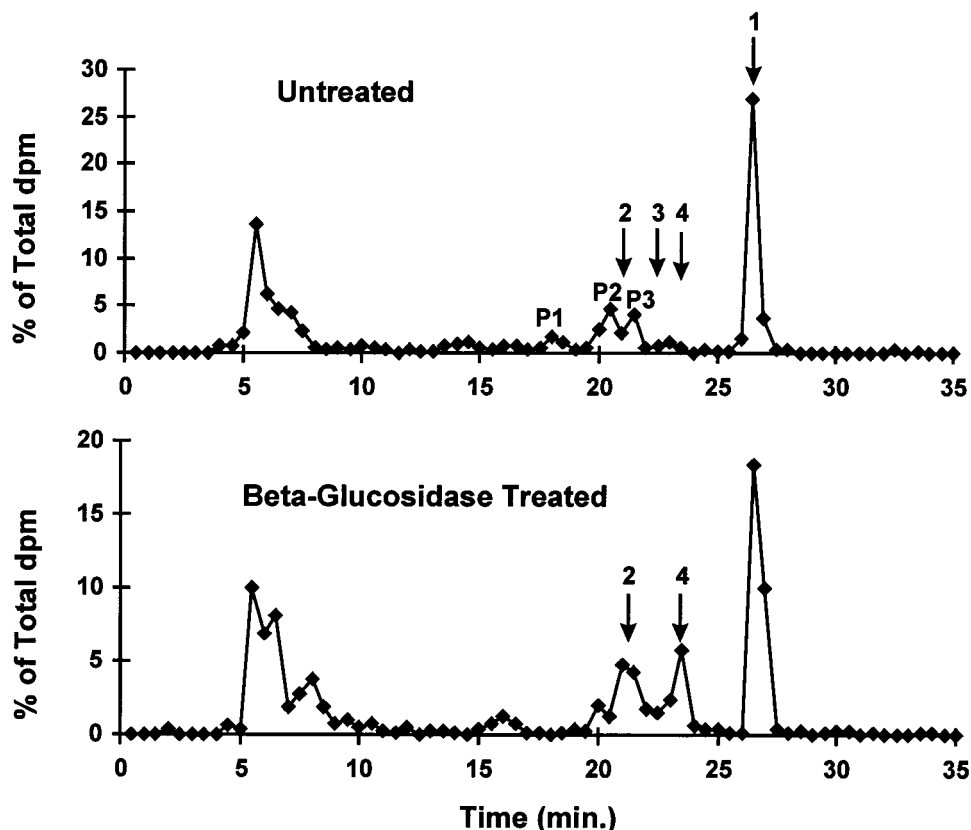 1
30
Untreated
25
20
15
2 3 4
10
P2 P3
5
P1
0
% of Total dpm
0 5 10 15 20 25 30 35
20
Beta-Glucosidase Treated
15
2 4
10
5
0
% of Total dpm
0 5 10 15 20 25 30 35
Time (min.)